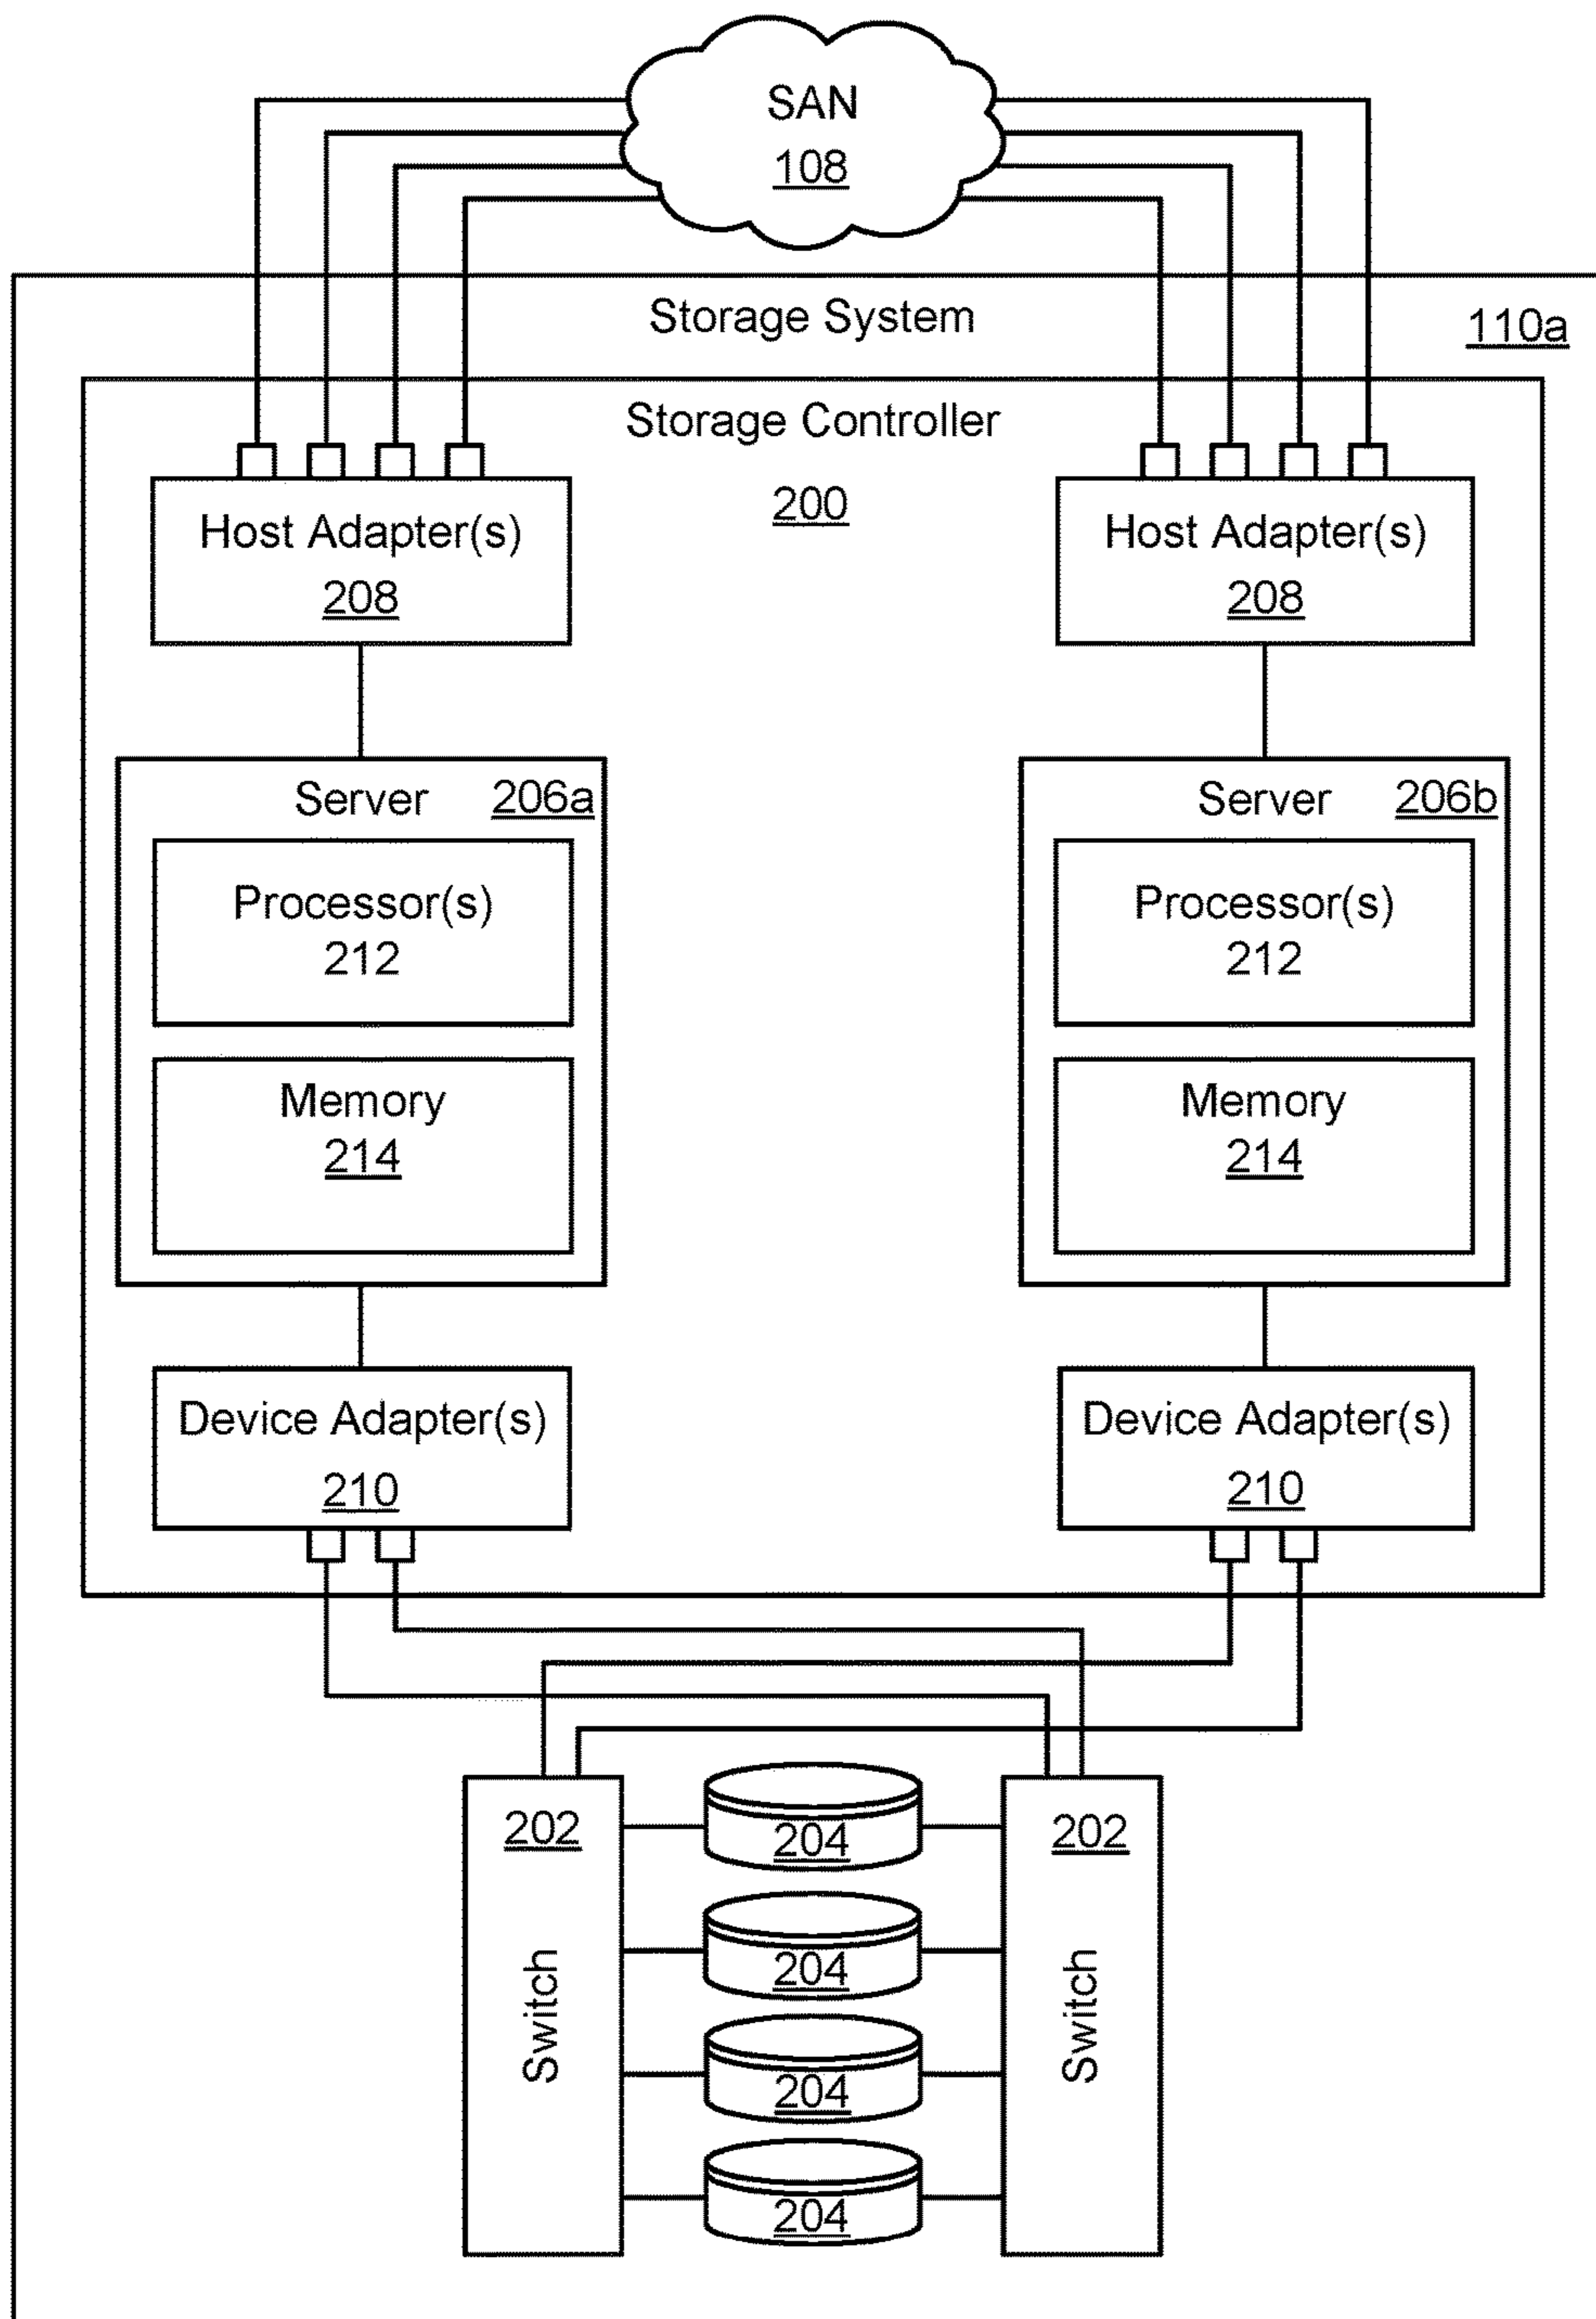 SAN
108
Storage System
110a
Storage Controller
200
Host Adapter(s)
208
Host Adapter(s)
208
Server 206a
Processor(s)
212
Memory
214
Server 206b
Processor(s)
212
Memory
214
Device Adapter(s)
210
Device Adapter(s)
210
202
Switch
204
204
204
204
202
Switch